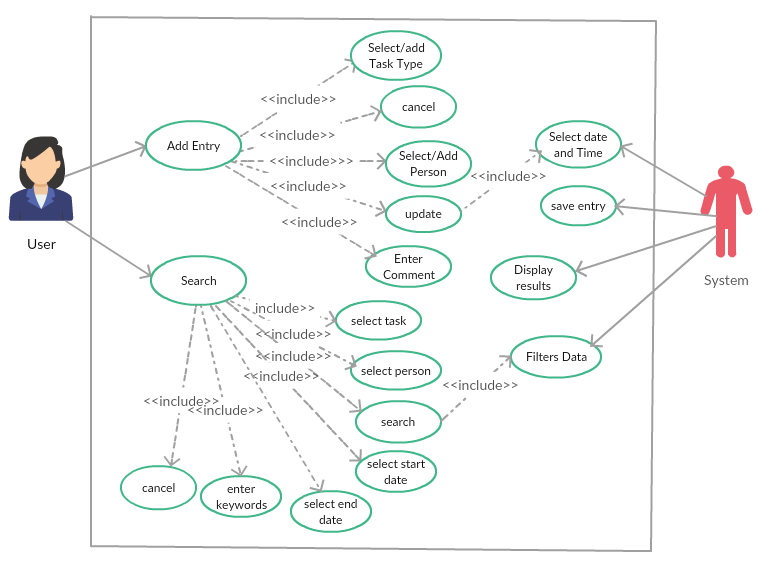 Select/add
Task Type
<<include>>
cancel
<<include>>
Add Entry
Select date
and Time
<<include>>>
Select/Add
Person
<<include>>
<<include>>
update
save entry
<<include>>
User
Enter
Comment
Search
Display
results
System
include>>
select task
<<include>>
<<include>>
Filters Data
select person
<<include>>
<<include>>
<<include>>
<<include>>
search
select start
date
cancel
enter
keywords
select end
date